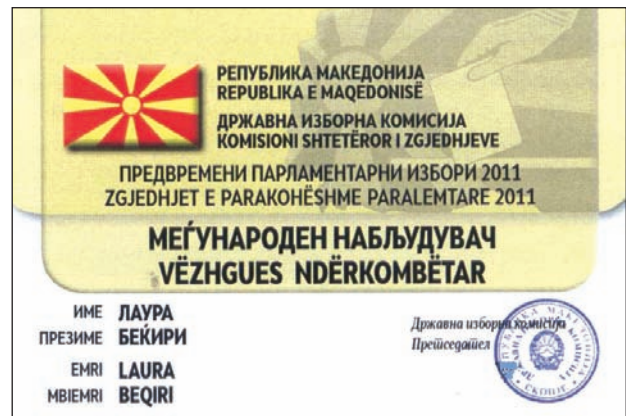 РЕПУБЛИКА МАКЕДОНИЈА
REPUBLIKA E MAQEDONISË
ДРЖАВНА ИЗБОРНА КОМИСИЈА
KOMISIONI SHTETËROR I ZGJEDHJEVE
ПРЕДВРЕМЕНИ ПАРЛАМЕНТАРНИ ИЗБОРИ 2011
ZGJEDHJET E PARAKOHËSHME PARALEMTARE 2011
МЕЃУНАРОДЕН НАБЉУДУВАЧ
VËZHGUES NDËRKOMBËTAR
ИМЕ ЛАУРА
ПРЕЗИМЕ БЕЌИРИ
EMRI LAURA
MBIEMRI BEQIRI
Државна изборна комисија
Претседател
СКОПЈЕ